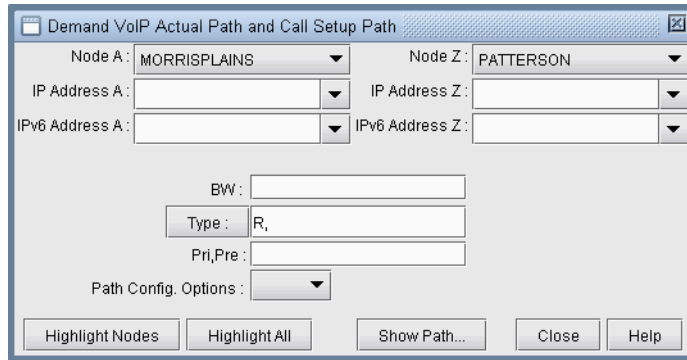 Demand VoIP Actual Path and Call Setup Path
Node A : MORRISPLAINS Node Z : PATTERSON
IP Address A : IP Address Z :
IPv6 Address A : IPv6 Address Z :
BW :
Type : R,
Pri,Pre :
Path Config. Options :
Highlight Nodes Highlight All Show Path... Close Help